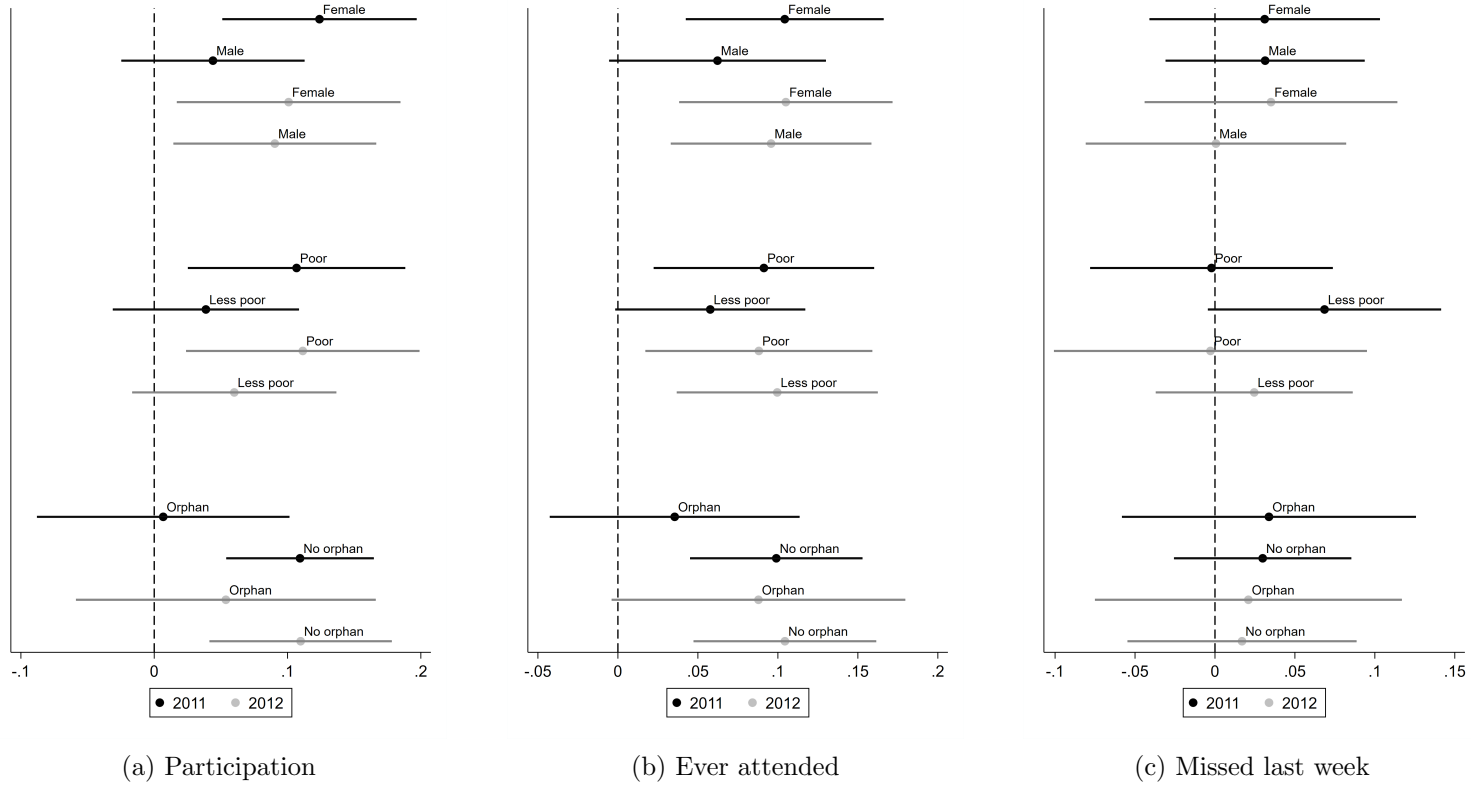 Female
Male
Female
Male
Poor
Less poor
Poor
Less poor
Orphan
No orphan
Orphan
No orphan
-.1 0 .1 .2
2011 2012
(a) Participation
Female
Male
Female
Male
Poor
Less poor
Poor
Less poor
Orphan
No orphan
Orphan
No orphan
-.05 0 .05 .1 .15 .2
2011 2012
(b) Ever attended
Female
Male
Female
Male
Poor
Less poor
Poor
Less poor
Orphan
No orphan
Orphan
No orphan
-.1 -.05 0 .05 .1 .15
2011 2012
(c) Missed last week